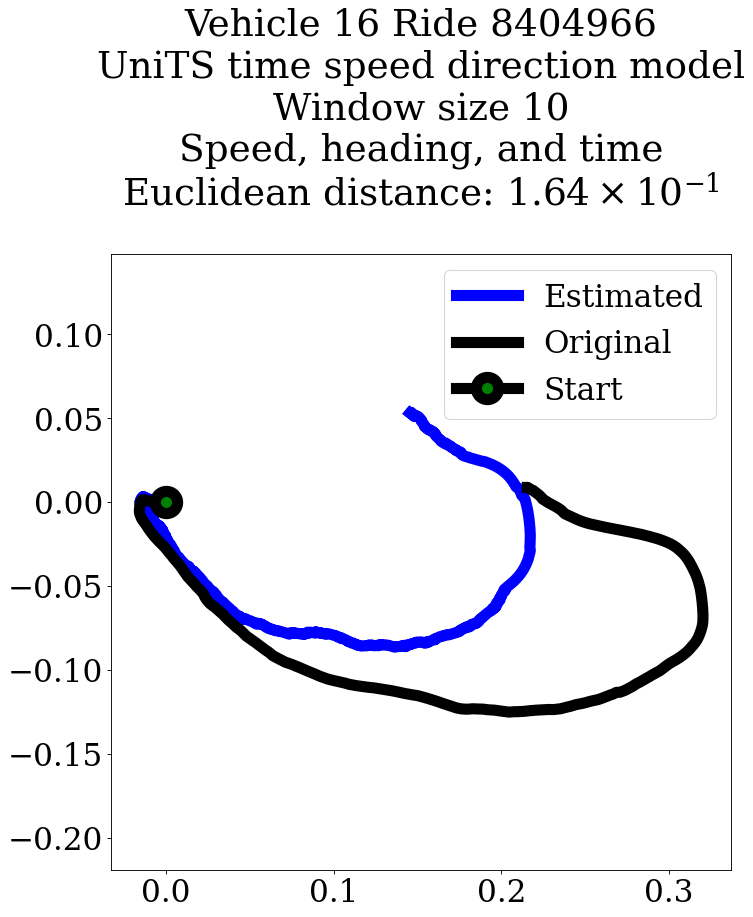 Vehicle 16 Ride 8404966
UniTS time speed direction model
Window size 10
Speed, heading, and time
Euclidean distance: 1.64 × 10⁻¹
Estimated
Original
Start
0.10
0.05
0.00
−0.05
−0.10
−0.15
−0.20
0.0 0.1 0.2 0.3